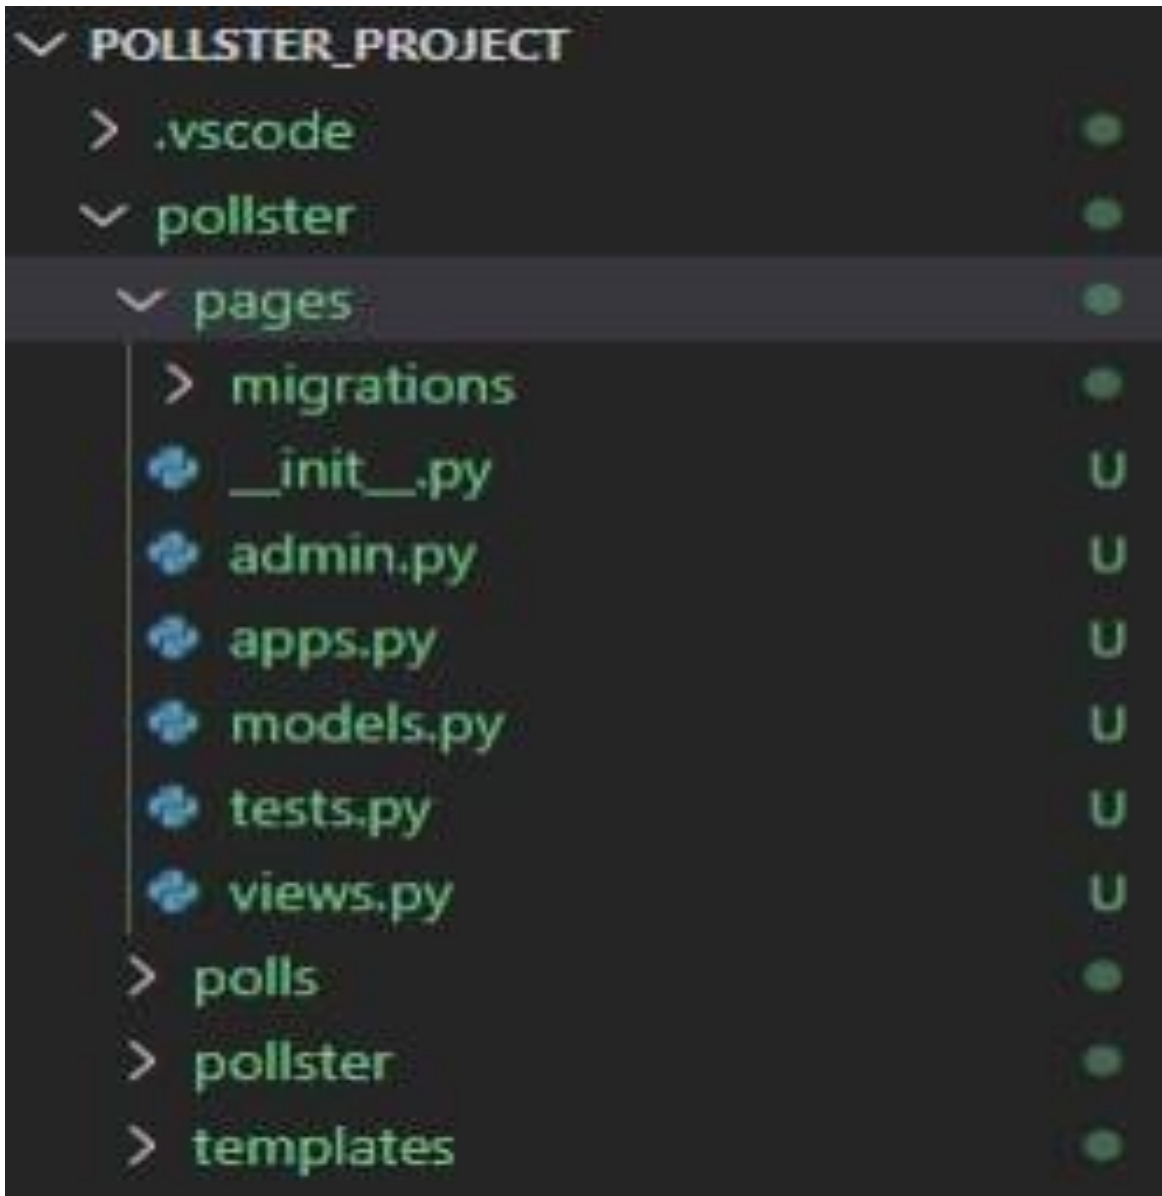 POLLSTER_PROJECT
.vscode
pollster
pages
migrations
__init__.py U
admin.py U
apps.py U
models.py U
tests.py U
views.py U
polls
pollster
templates